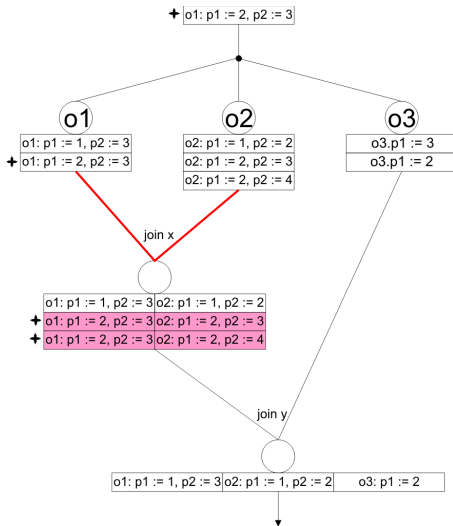 o1: p1 := 2, p2 := 3
o1
o2
o3
o1: p1 := 1, p2 := 3
o2: p1 := 1, p2 := 2
o3.p1 := 3
o1: p1 := 2, p2 := 3
o2: p1 := 2, p2 := 3
o3.p1 := 2
o2: p1 := 2, p2 := 4
join x
o1: p1 := 1, p2 := 3 o2: p1 := 1, p2 := 2
o1: p1 := 2, p2 := 3 o2: p1 := 2, p2 := 3
o1: p1 := 2, p2 := 3 o2: p1 := 2, p2 := 4
join y
o1: p1 := 1, p2 := 3 o2: p1 := 1, p2 := 2 o3: p1 := 2